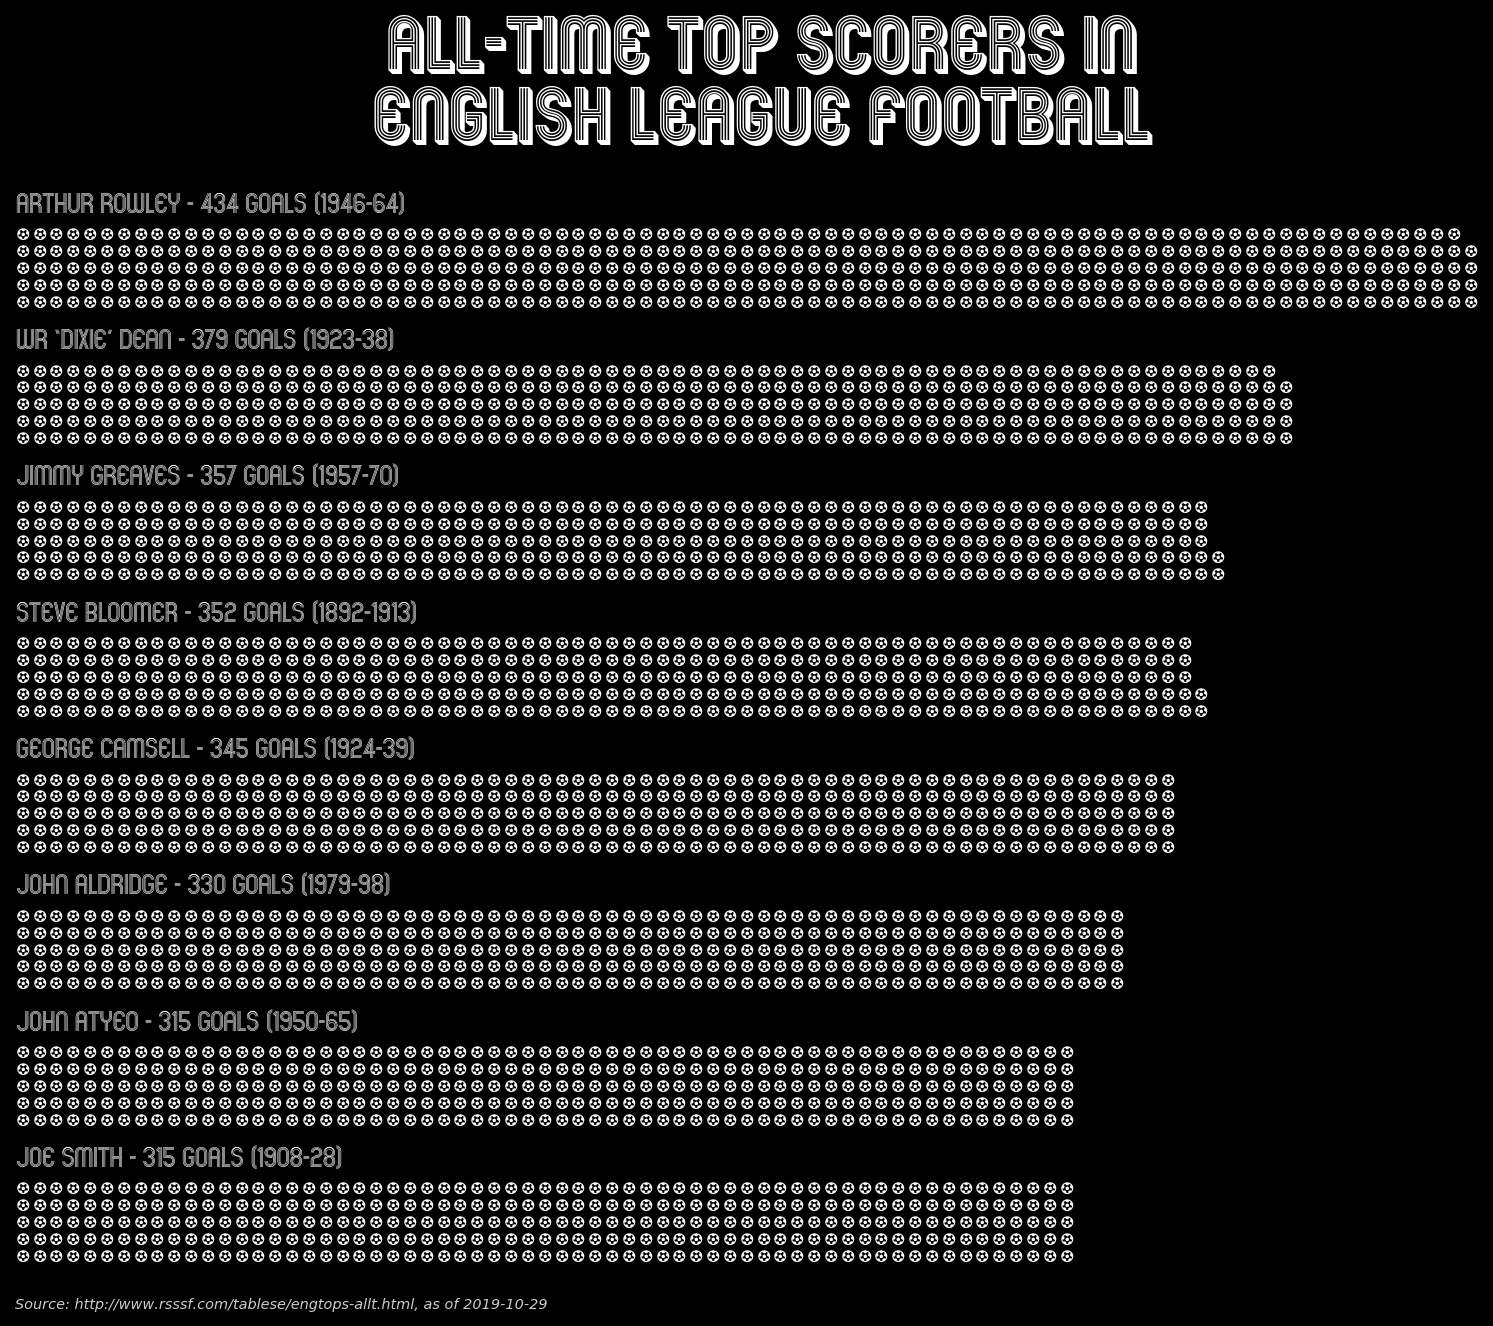 ALL-TIME TOP SCORERS IN
ENGLISH LEAGUE FOOTBALL
ARTHUR ROWLEY - 434 GOALS (1946-64)
WR 'DIXIE' DEAN - 379 GOALS (1923-38)
JIMMY GREAVES - 357 GOALS (1957-70)
STEVE BLOOMER - 352 GOALS (1892-1913)
GEORGE CAMSELL - 345 GOALS (1924-39)
JOHN ALDRIDGE - 330 GOALS (1979-98)
JOHN ATYEO - 315 GOALS (1950-65)
JOE SMITH - 315 GOALS (1908-28)
Source: http://www.rsssf.com/tablese/engtops-allt.html, as of 2019-10-29